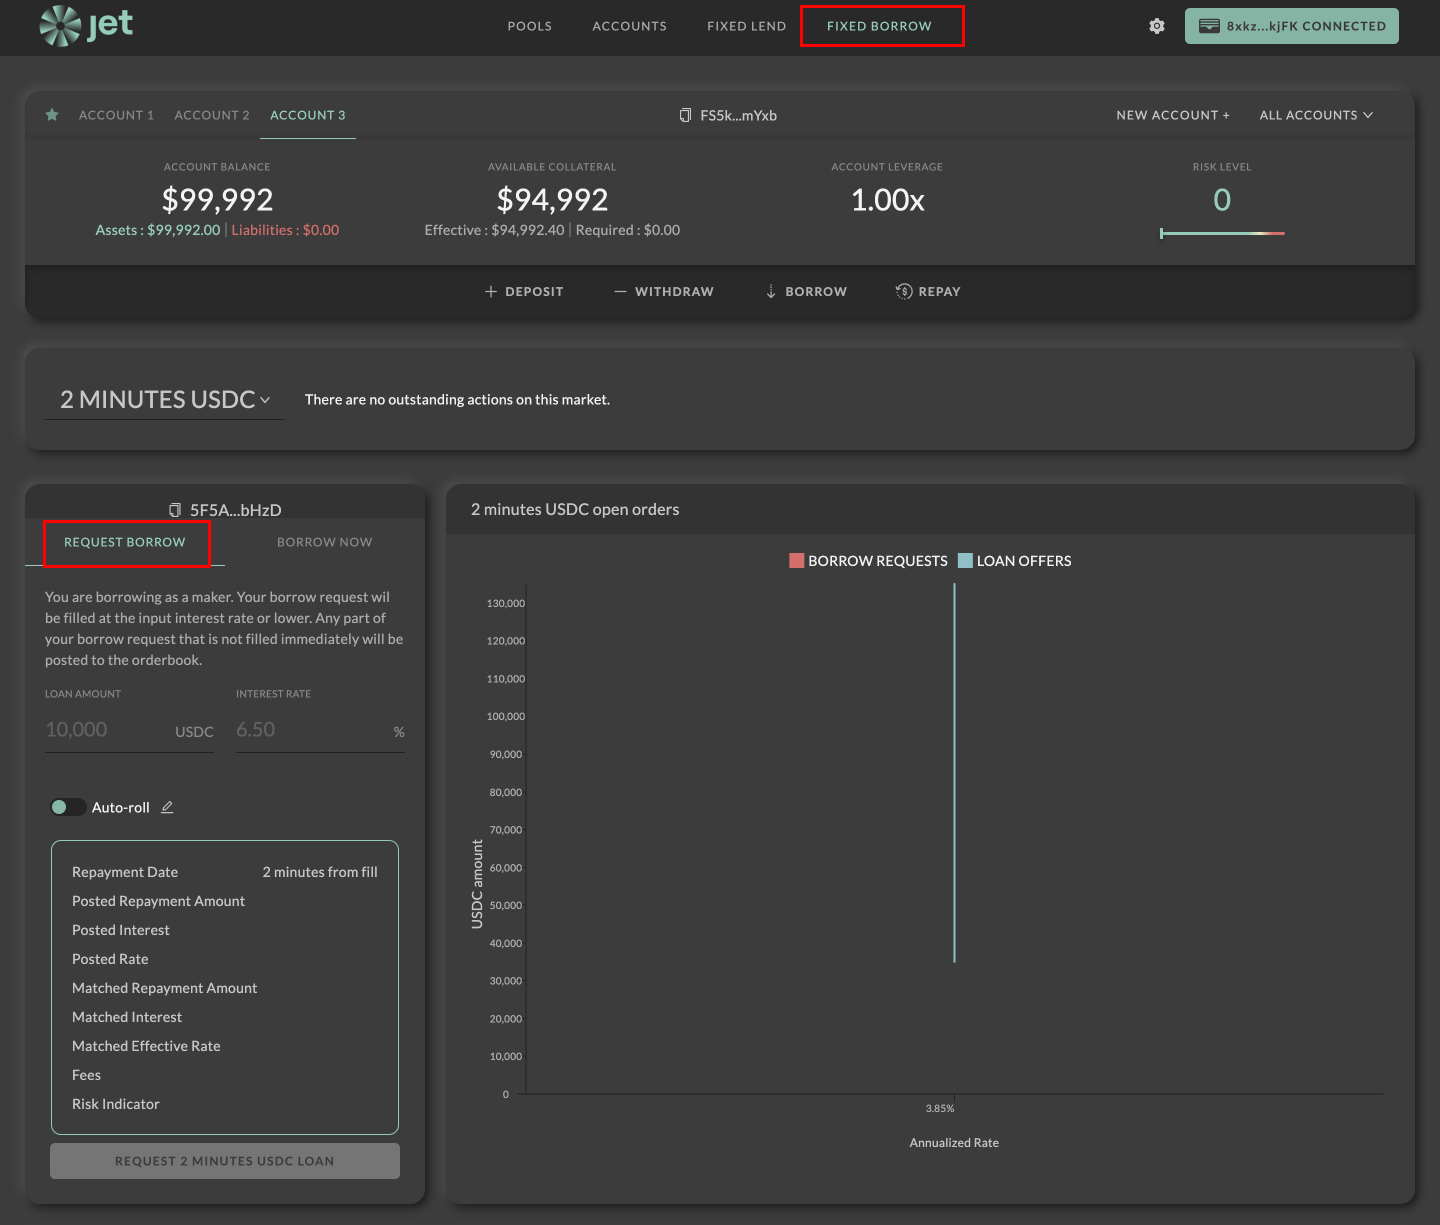 jet
POOLS ACCOUNTS FIXED LEND FIXED BORROW
8xkz...kjFK CONNECTED
ACCOUNT 1 ACCOUNT 2 ACCOUNT 3
FS5k...mYxb
NEW ACCOUNT + ALL ACCOUNTS
ACCOUNT BALANCE
$99,992
Assets : $99,992.00 | Liabilities : $0.00
AVAILABLE COLLATERAL
$94,992
Effective : $94,992.40 | Required : $0.00
ACCOUNT LEVERAGE
1.00x
RISK LEVEL
0
DEPOSIT WITHDRAW BORROW REPAY
2 MINUTES USDC
There are no outstanding actions on this market.
5F5A...bHzD
REQUEST BORROW BORROW NOW
You are borrowing as a maker. Your borrow request wil
be filled at the input interest rate or lower. Any part of
your borrow request that is not filled immediately will be
posted to the orderbook.
LOAN AMOUNT INTEREST RATE
10,000 USDC 6.50 %
Auto-roll
Repayment Date 2 minutes from fill
Posted Repayment Amount
Posted Interest
Posted Rate
Matched Repayment Amount
Matched Interest
Matched Effective Rate
Fees
Risk Indicator
REQUEST 2 MINUTES USDC LOAN
2 minutes USDC open orders
BORROW REQUESTS LOAN OFFERS
130,000
120,000
110,000
100,000
90,000
80,000
70,000
60,000
50,000
40,000
30,000
20,000
10,000
0
USDC amount
3.85%
Annualized Rate